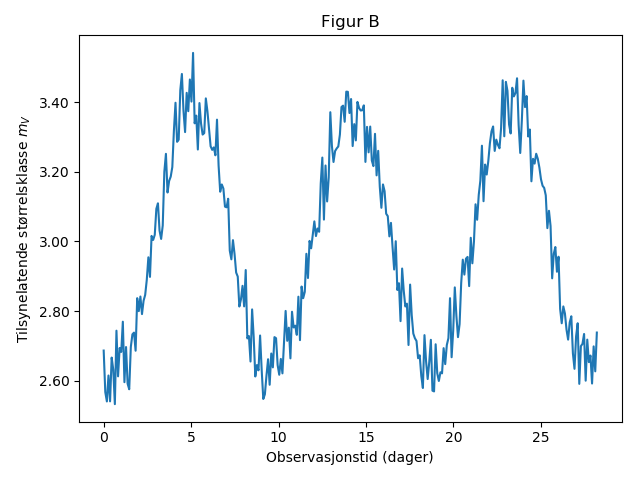 Figur B
Tilsynelatende størrelsklasse $m_V$
3.40
3.20
3.00
2.80
2.60
0 5 10 15 20 25
Observasjonstid (dager)